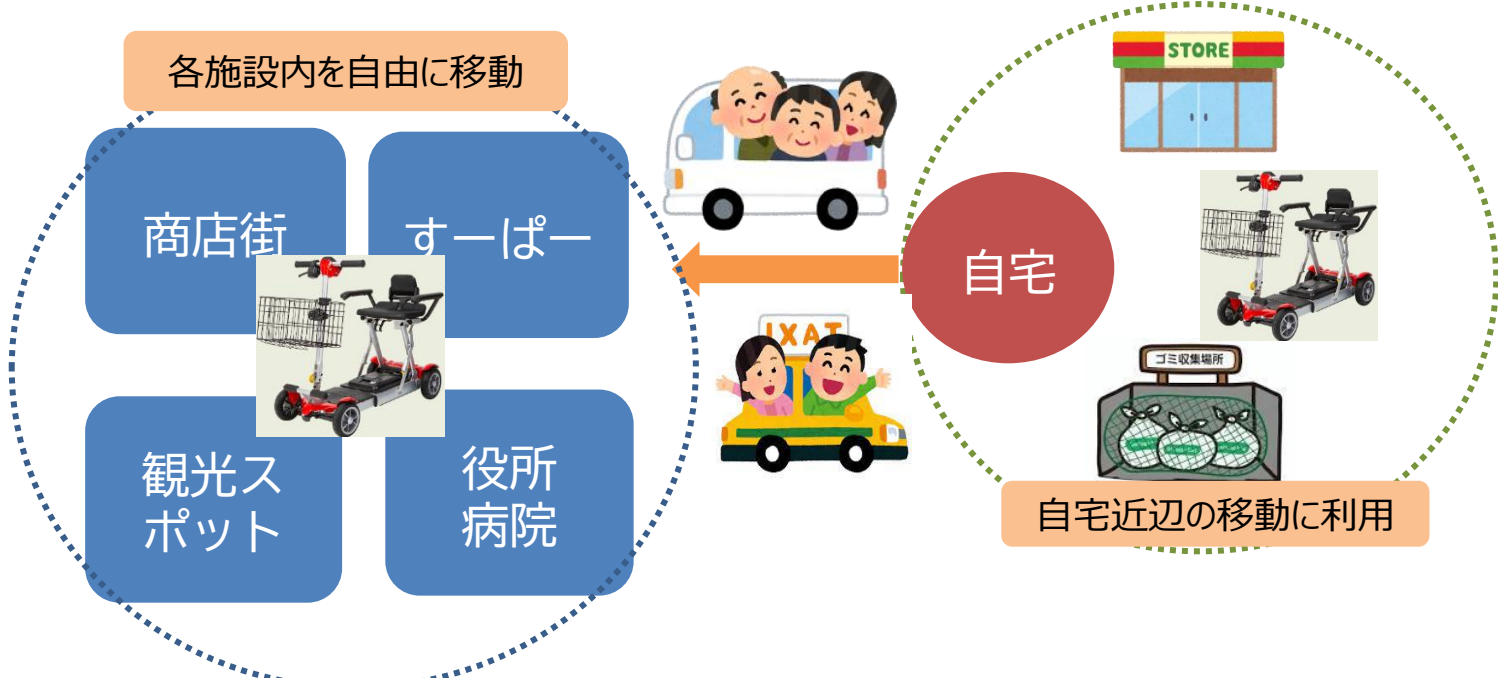 各施設内を自由に移動
商店街
すーぱー
観光ス
ポット
役所
病院
IXAT
自宅
STORE
ゴミ収集場所
自宅近辺の移動に利用